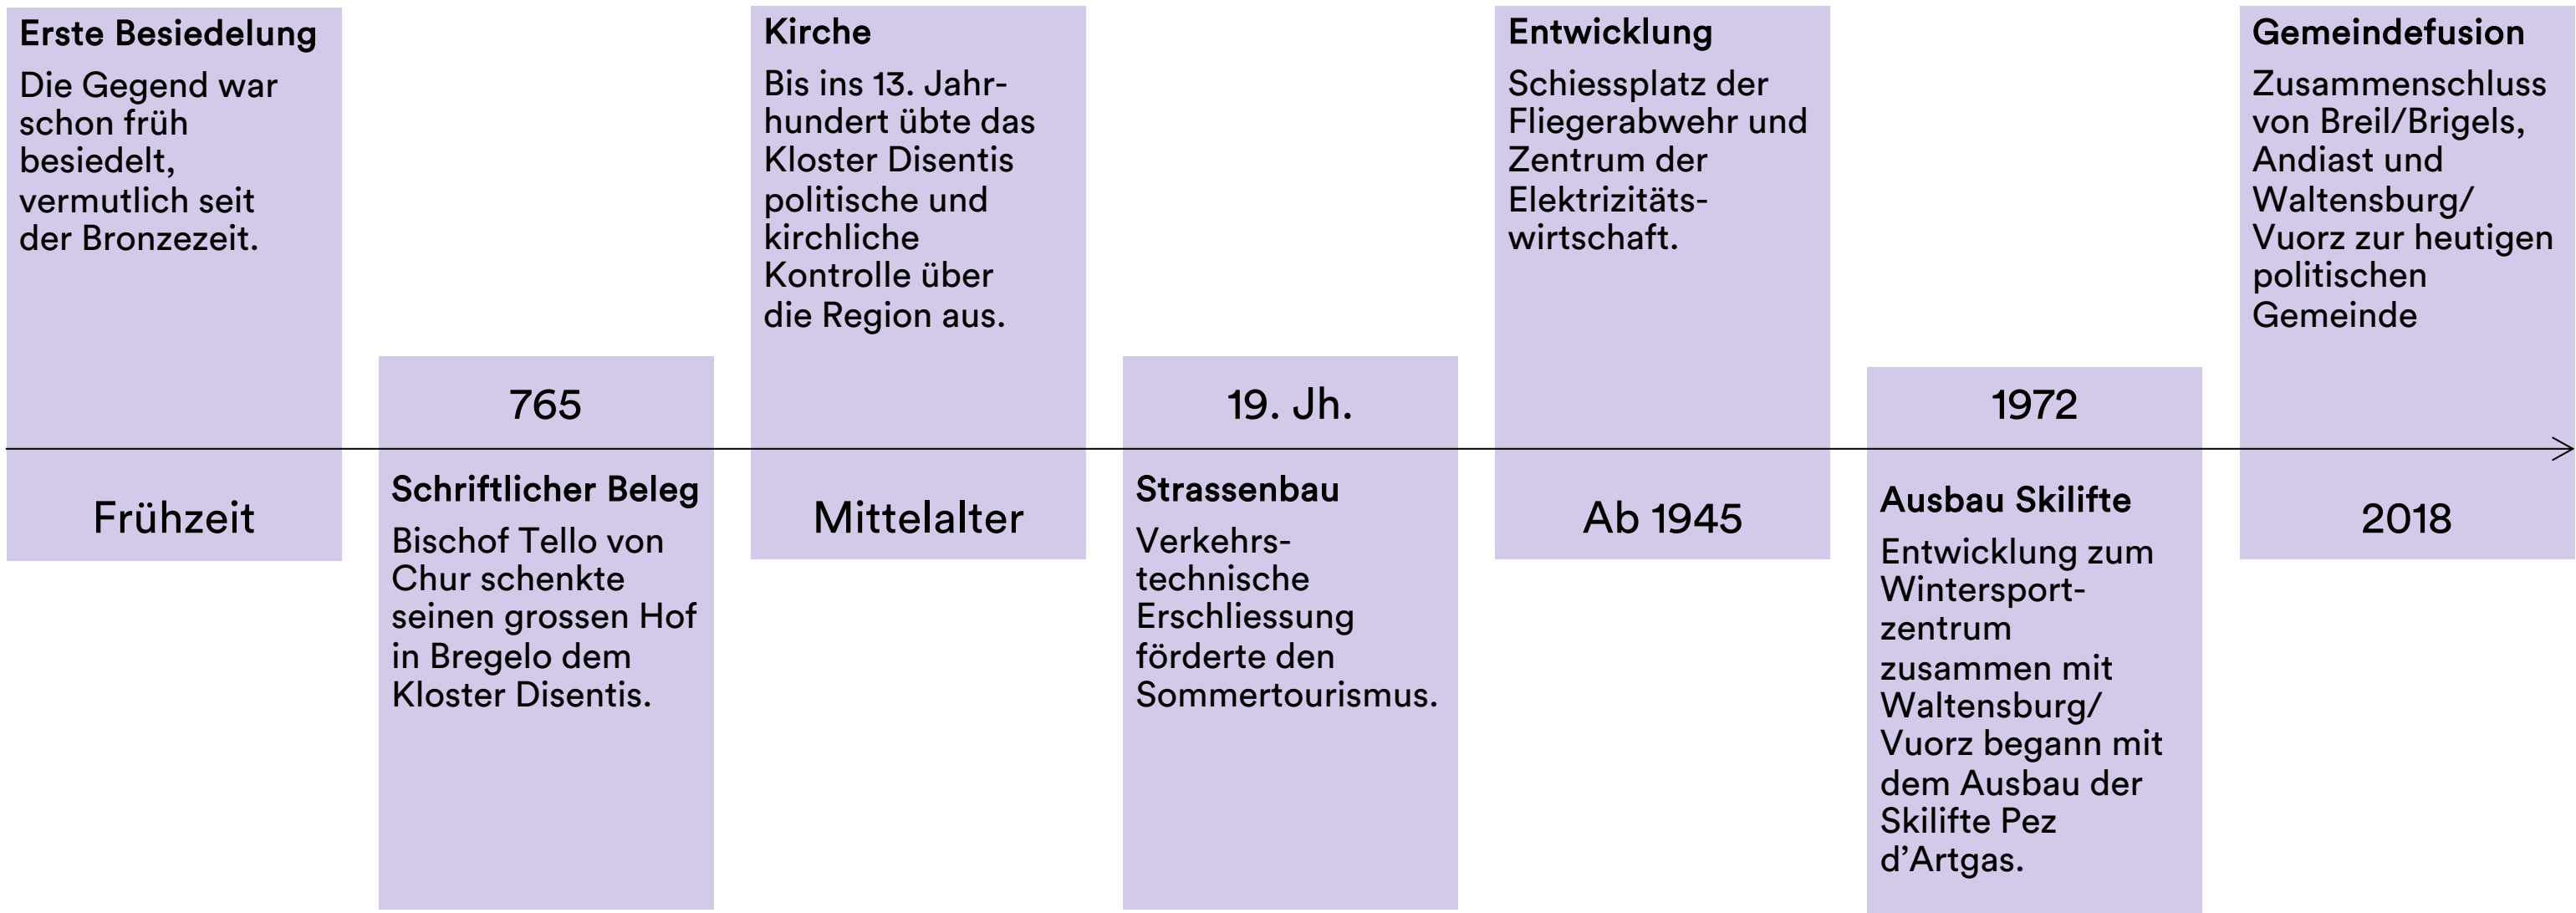 Erste Besiedelung
Die Gegend war
schon früh
besiedelt,
vermutlich seit
der Bronzezeit.
Frühzeit
765
Schriftlicher Beleg
Bischof Tello von
Chur schenkte
seinen grossen Hof
in Bregelo dem
Kloster Disentis.
Kirche
Bis ins 13. Jahr-
hundert übte das
Kloster Disentis
politische und
kirchliche
Kontrolle über
die Region aus.
Mittelalter
19. Jh.
Strassenbau
Verkehrs-
technische
Erschliessung
förderte den
Sommertourismus.
Entwicklung
Schiessplatz der
Fliegerabwehr und
Zentrum der
Elektrizitäts-
wirtschaft.
Ab 1945
1972
Ausbau Skilifte
Entwicklung zum
Wintersport-
zentrum
zusammen mit
Waltensburg/
Vuorz begann mit
dem Ausbau der
Skilifte Pez
d’Artgas.
Gemeindefusion
Zusammenschluss
von Breil/Brigels,
Andiast und
Waltensburg/
Vuorz zur heutigen
politischen
Gemeinde
2018